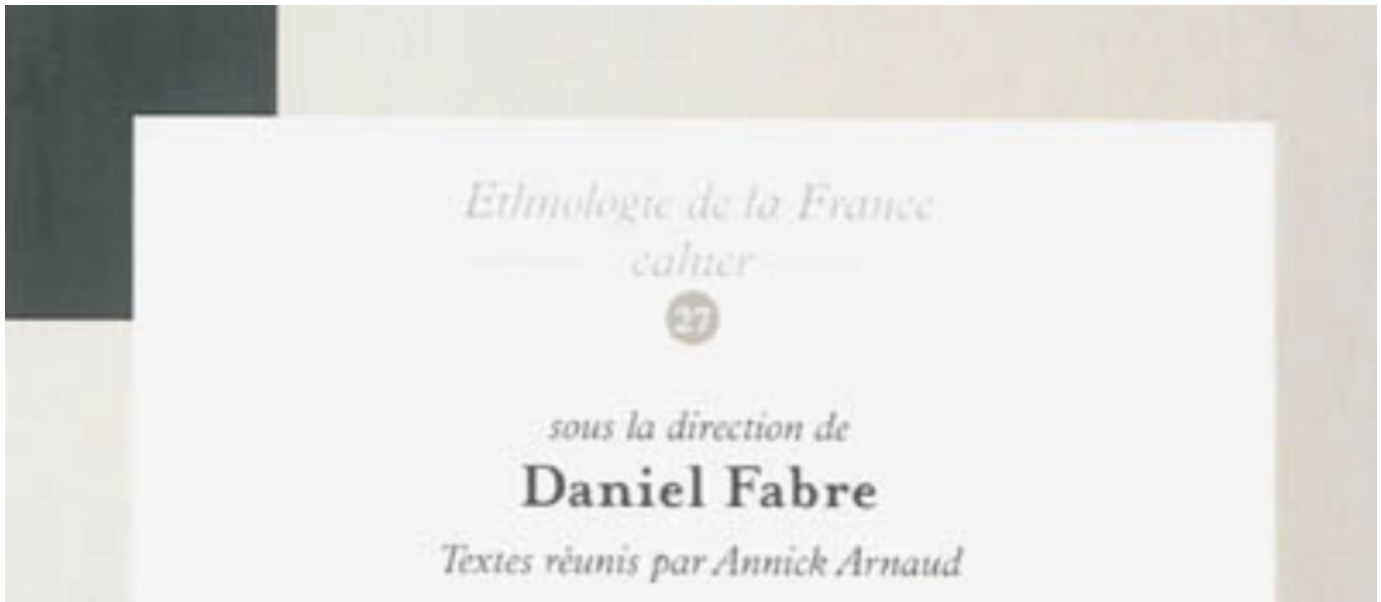 Ethnologie de la France
cahier
27
sous la direction de
Daniel Fabre
Textes réunis par Annick Arnaud